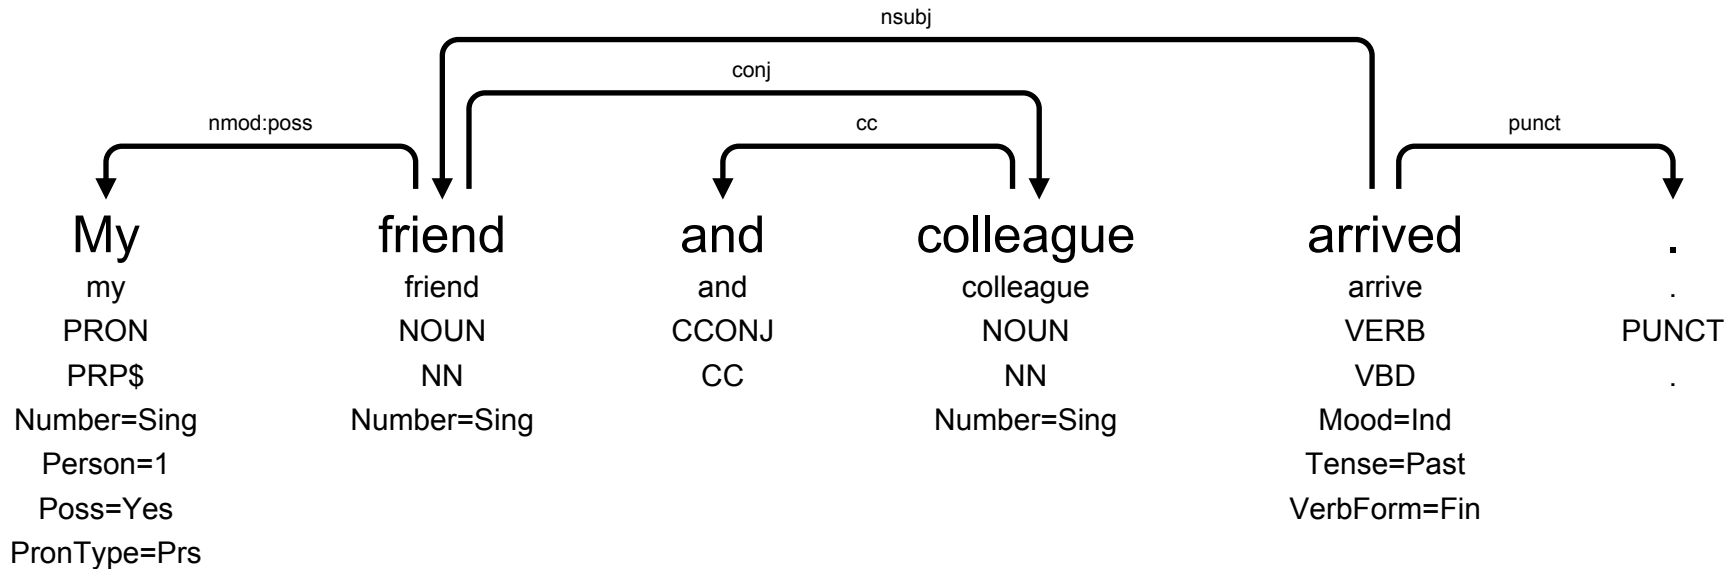 nsubj
conj
nmod:poss cc punct
My friend and colleague arrived .
my friend and colleague arrive .
PRON NOUN CCONJ NOUN VERB PUNCT
PRP$ NN CC NN VBD .
Number=Sing Number=Sing Number=Sing Mood=Ind
Person=1 Tense=Past
Poss=Yes VerbForm=Fin
PronType=Prs